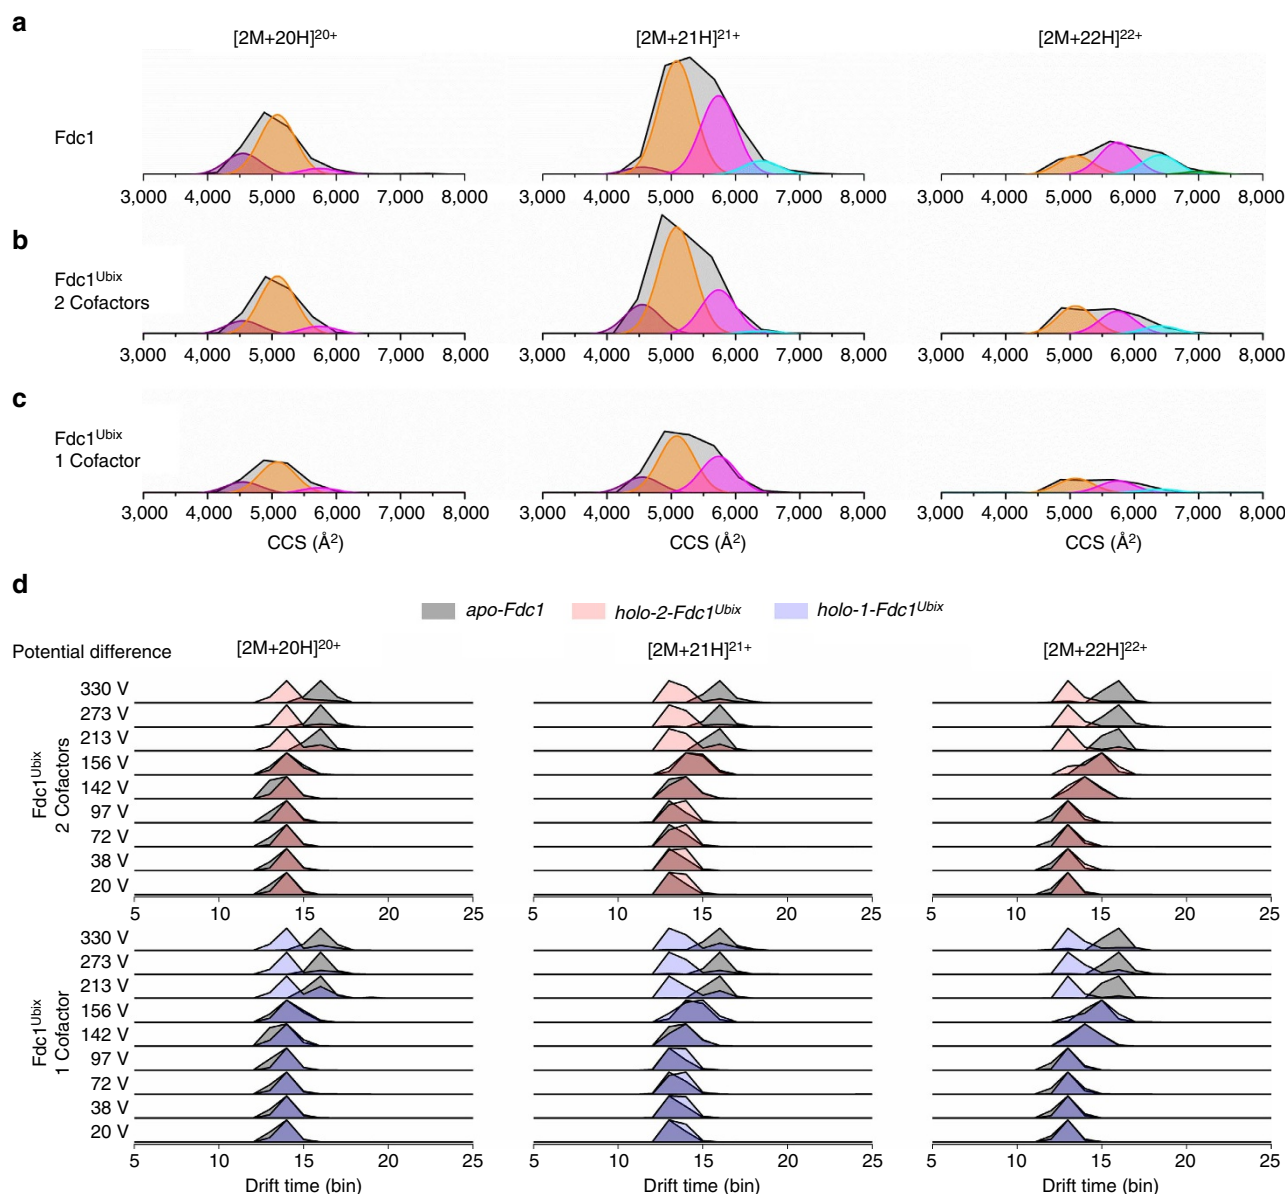 a
[2M+20H]20+ [2M+21H]21+ [2M+22H]22+
Fdc1
3,000 4,000 5,000 6,000 7,000 8,000 3,000 4,000 5,000 6,000 7,000 8,000 3,000 4,000 5,000 6,000 7,000 8,000
b
Fdc1Ubix
2 Cofactors
3,000 4,000 5,000 6,000 7,000 8,000 3,000 4,000 5,000 6,000 7,000 8,000 3,000 4,000 5,000 6,000 7,000 8,000
c
Fdc1Ubix
1 Cofactor
3,000 4,000 5,000 6,000 7,000 8,000 3,000 4,000 5,000 6,000 7,000 8,000 3,000 4,000 5,000 6,000 7,000 8,000
CCS (Å2) CCS (Å2) CCS (Å2)
d
apo-Fdc1 holo-2-Fdc1Ubix holo-1-Fdc1Ubix
Potential difference [2M+20H]20+ [2M+21H]21+ [2M+22H]22+
Fdc1Ubix
2 Cofactors
330 V
273 V
213 V
156 V
142 V
97 V
72 V
38 V
20 V
5 10 15 20 25 5 10 15 20 25 5 10 15 20 25
Fdc1Ubix
1 Cofactor
330 V
273 V
213 V
156 V
142 V
97 V
72 V
38 V
20 V
5 10 15 20 25 5 10 15 20 25 5 10 15 20 25
Drift time (bin) Drift time (bin) Drift time (bin)